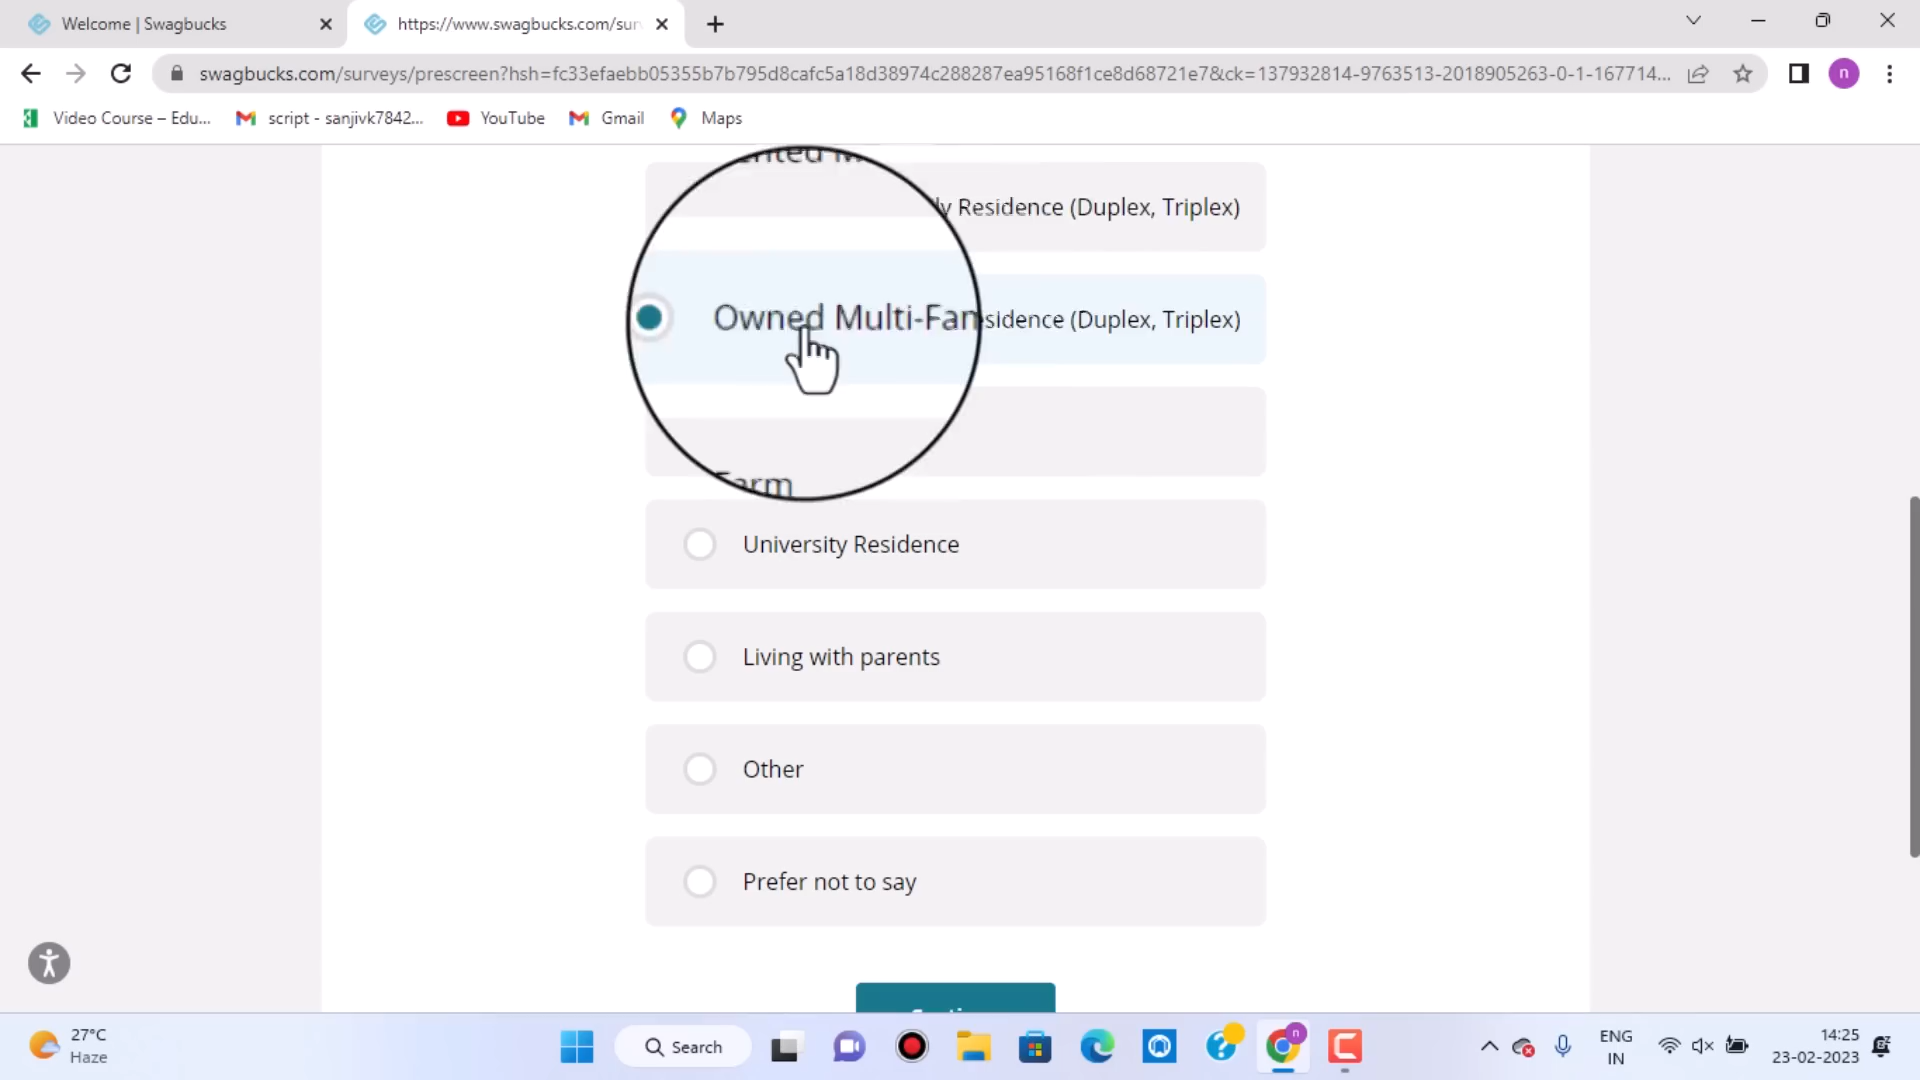 Welcome | Swagbucks
https://www.swagbucks.com/sur
swagbucks.com/surveys/prescreen?hsh=fc33efaebb05355b7b795d8cafc5a18d38974c288287ea95168f1ce8d68721e7&ck=137932814-9763513-2018905263-0-1-167714...
n
Video Course – Edu...
script - sanjivk7842...
YouTube
Gmail
Maps
Residence (Duplex, Triplex)
Owned Multi-Fam
sidence (Duplex, Triplex)
Farm
University Residence
Living with parents
Other
Prefer not to say
27°C
Haze
Search
n
ENG
IN
14:25
23-02-2023